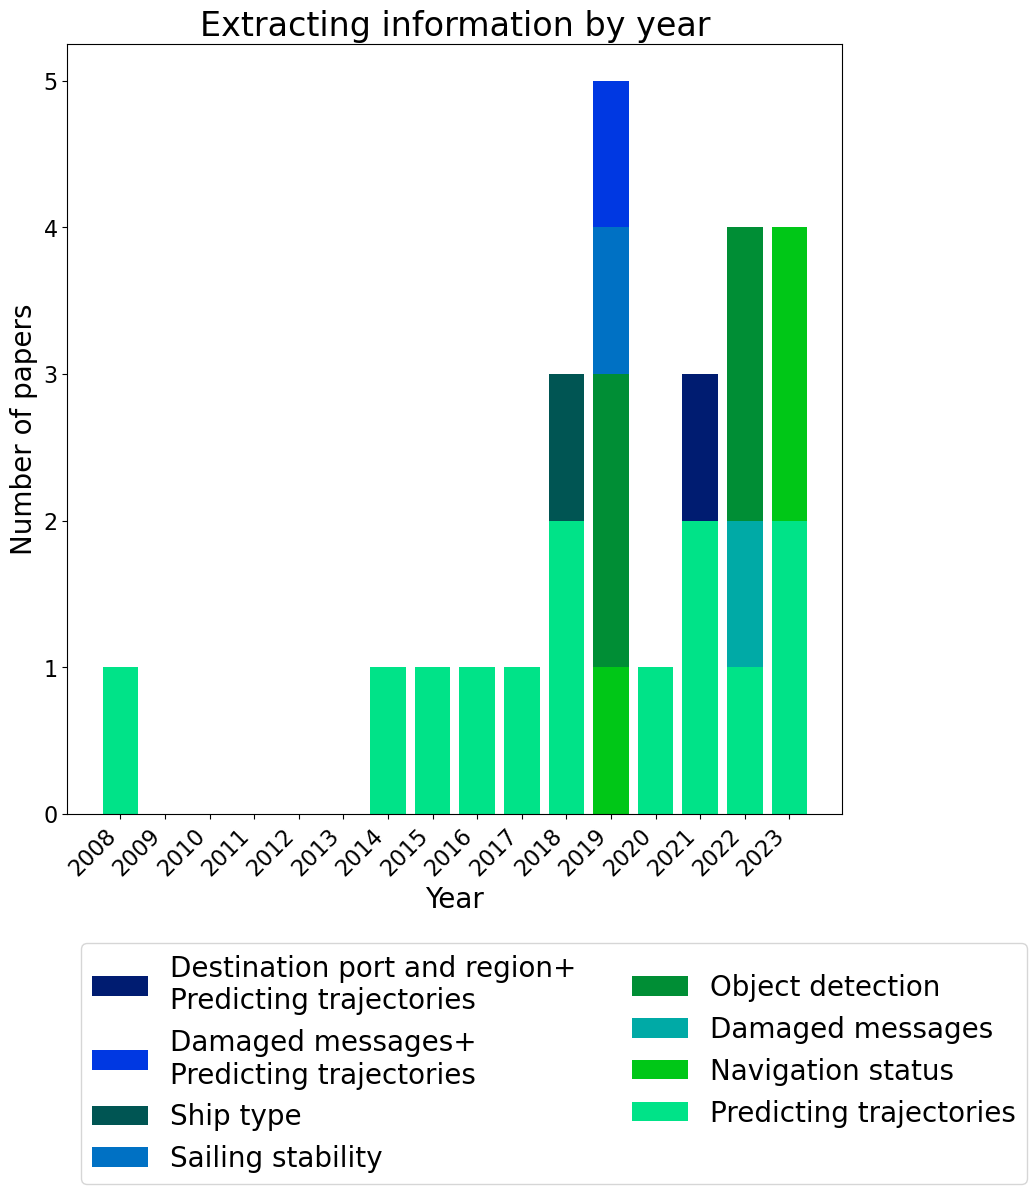 Extracting information by year
Number of papers
5
4
3
2
1
0
2008
2009
2010
2011
2012
2013
2014
2015
2016
2017
2018
2019
2020
2021
2022
2023
Year
Destination port and region+
Predicting trajectories
Damaged messages+
Predicting trajectories
Ship type
Sailing stability
Object detection
Damaged messages
Navigation status
Predicting trajectories